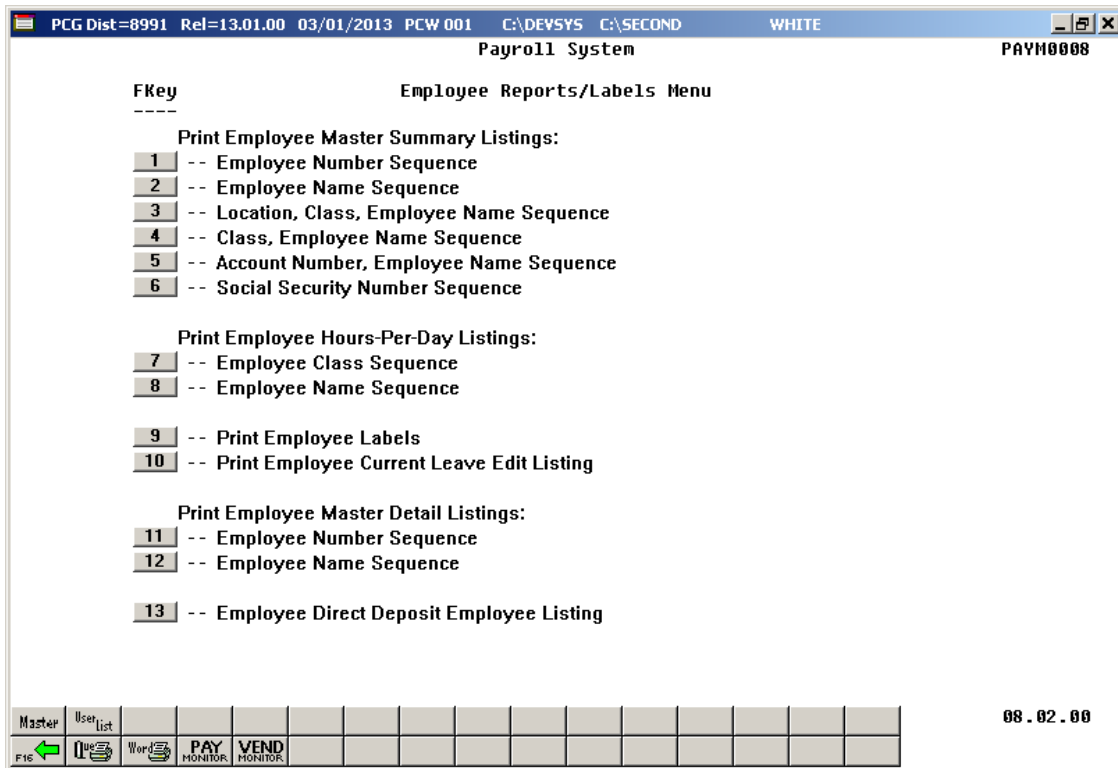 PCG Dist=8991 Rel=13.01.00 03/01/2013 PCW 001 C:\DEVSYS C:\SECOND WHITE
Payroll System PAYM0008
FKey Employee Reports/Labels Menu
----
Print Employee Master Summary Listings:
1 -- Employee Number Sequence
2 -- Employee Name Sequence
3 -- Location, Class, Employee Name Sequence
4 -- Class, Employee Name Sequence
5 -- Account Number, Employee Name Sequence
6 -- Social Security Number Sequence
Print Employee Hours-Per-Day Listings:
7 -- Employee Class Sequence
8 -- Employee Name Sequence
9 -- Print Employee Labels
10 -- Print Employee Current Leave Edit Listing
Print Employee Master Detail Listings:
11 -- Employee Number Sequence
12 -- Employee Name Sequence
13 -- Employee Direct Deposit Employee Listing
Master User List 08.02.00
F16 Que Word PAY MONITOR VEND MONITOR